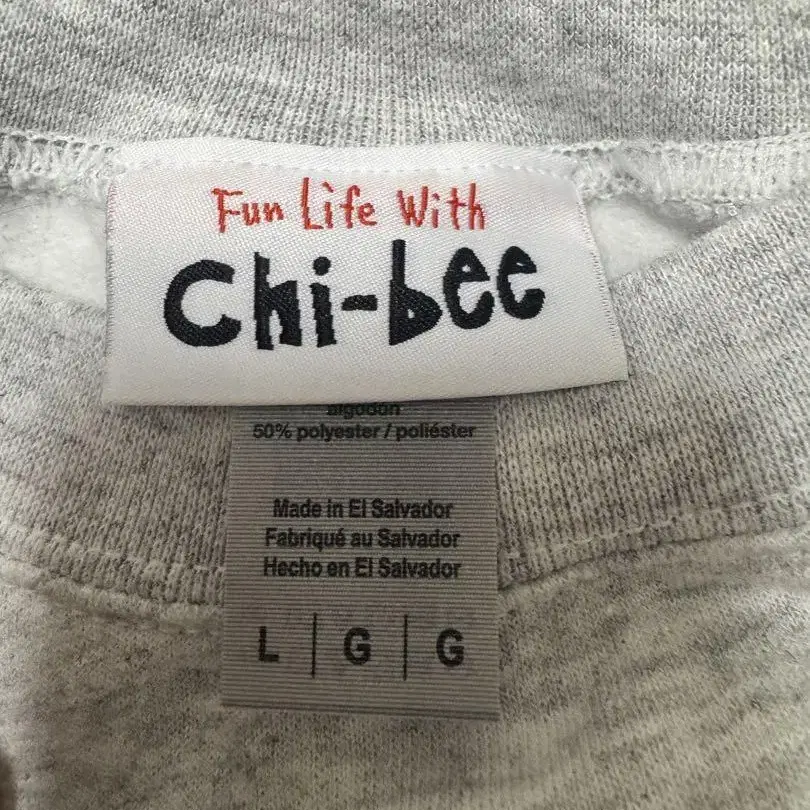 Fun Life With
Chi-bee
algodón
50% polyester / poliéster
Made in El Salvador
Fabriqué au Salvador
Hecho en El Salvador
L | G | G